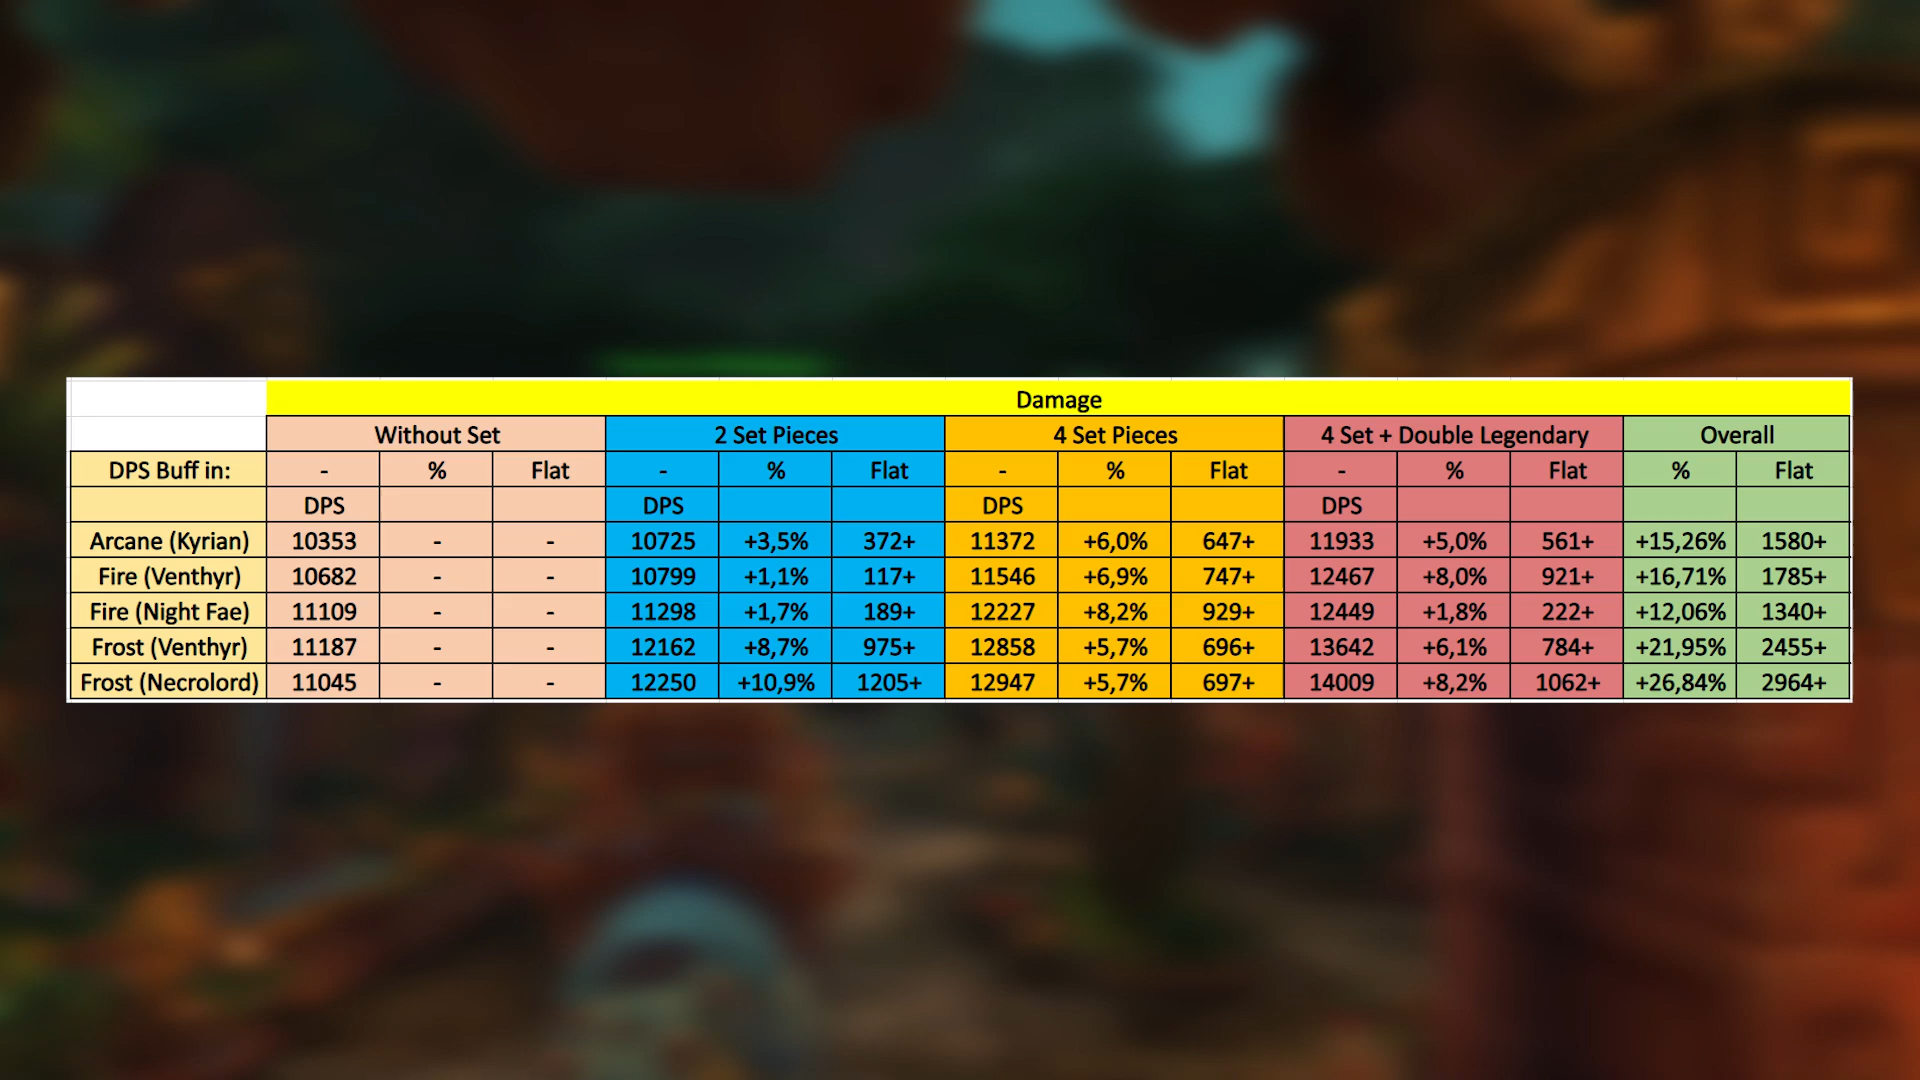 Damage
Without Set 2 Set Pieces 4 Set Pieces 4 Set + Double Legendary Overall
DPS Buff in: - % Flat - % Flat - % Flat - % Flat % Flat
DPS DPS DPS DPS
Arcane (Kyrian) 10353 - - 10725 +3,5% 372+ 11372 +6,0% 647+ 11933 +5,0% 561+ +15,26% 1580+
Fire (Venthyr) 10682 - - 10799 +1,1% 117+ 11546 +6,9% 747+ 12467 +8,0% 921+ +16,71% 1785+
Fire (Night Fae) 11109 - - 11298 +1,7% 189+ 12227 +8,2% 929+ 12449 +1,8% 222+ +12,06% 1340+
Frost (Venthyr) 11187 - - 12162 +8,7% 975+ 12858 +5,7% 696+ 13642 +6,1% 784+ +21,95% 2455+
Frost (Necrolord) 11045 - - 12250 +10,9% 1205+ 12947 +5,7% 697+ 14009 +8,2% 1062+ +26,84% 2964+